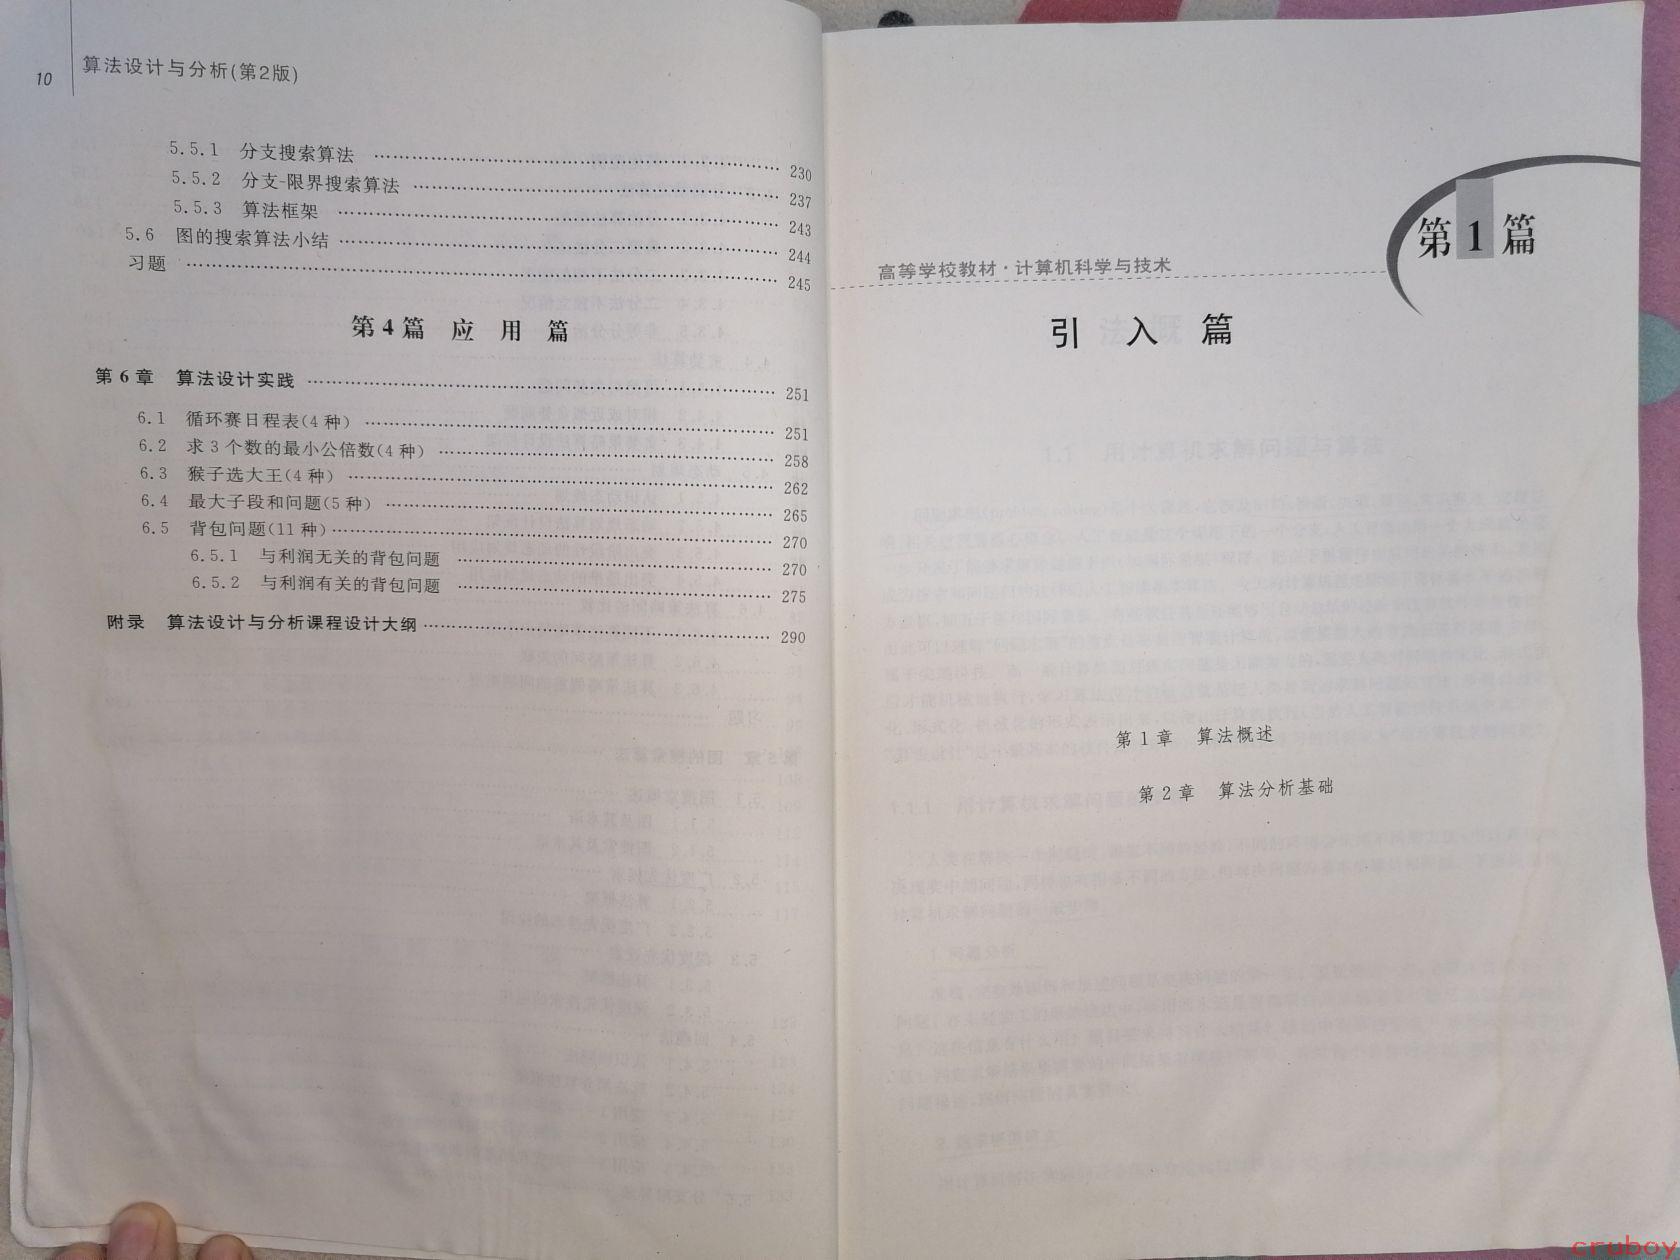 10
算法设计与分析(第2版)
5.5.1 分支搜索算法 ………… 230
5.5.2 分支-限界搜索算法 ………… 237
5.5.3 算法框架 ………… 243
5.6 图的搜索算法小结 ………… 244
习题 ………… 245
第4篇 应 用 篇
第6章 算法设计实践 ………… 251
6.1 循环赛日程表(4种) ………… 251
6.2 求3个数的最小公倍数(4种) ………… 258
6.3 猴子选大王(4种) ………… 262
6.4 最大子段和问题(5种) ………… 265
6.5 背包问题(11种) ………… 270
6.5.1 与利润无关的背包问题 ………… 270
6.5.2 与利润有关的背包问题 ………… 275
附录 算法设计与分析课程设计大纲 ………… 290
第1篇
高等学校教材·计算机科学与技术
引 入 篇
第1章 算法概述
第2章 算法分析基础
cruboy